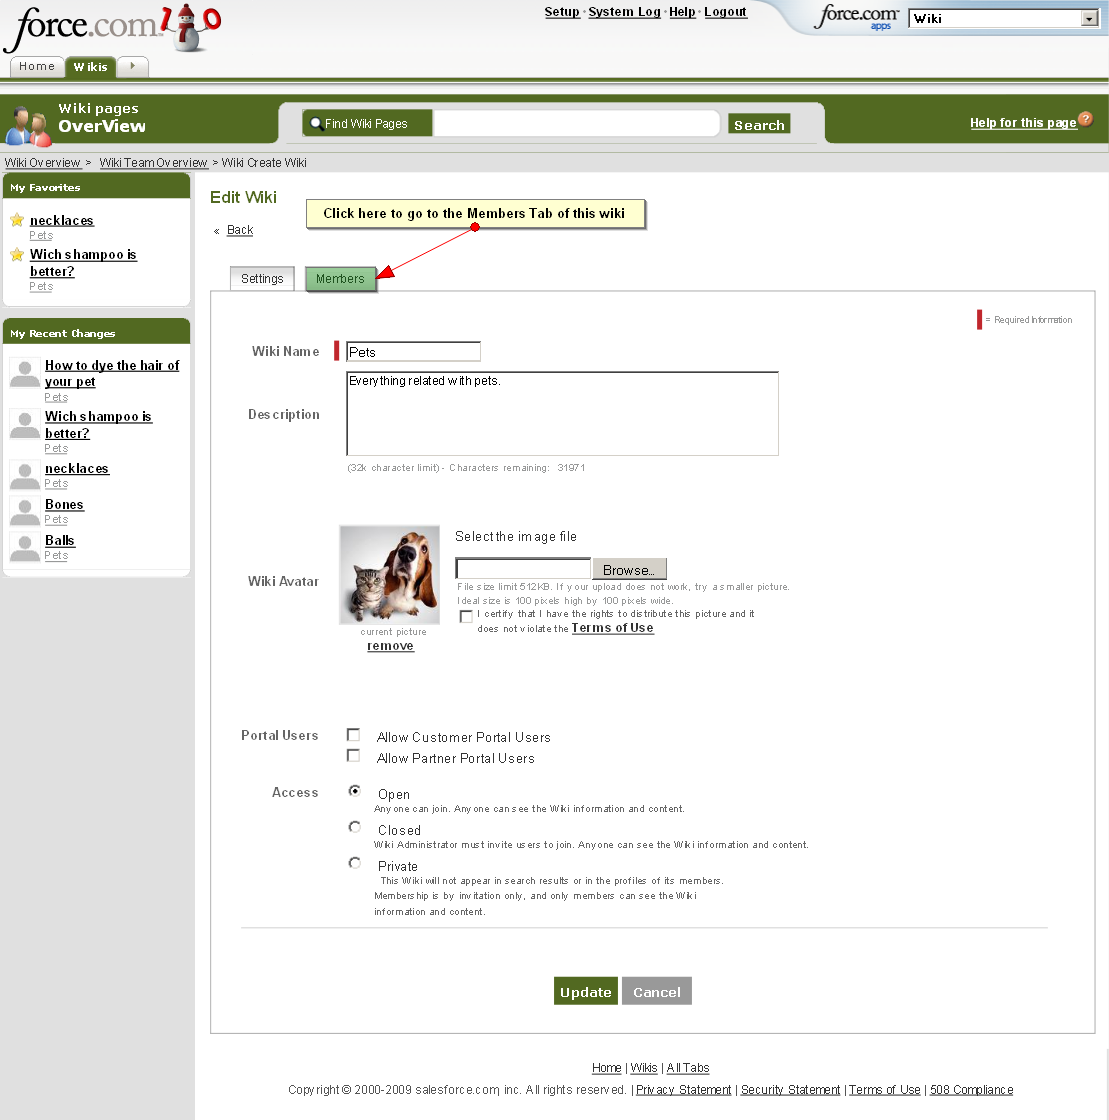 force.com 10
Setup · System Log · Help · Logout
force.com apps
Wiki
Home
Wikis
Wiki pages
OverView
Find Wiki Pages
Search
Help for this page ?
Wiki Overview > Wiki Team Overview > Wiki Create Wiki
My Favorites
necklaces
Pets
Wich shampoo is
better?
Pets
My Recent Changes
How to dye the hair of
your pet
Pets
Wich shampoo is
better?
Pets
necklaces
Pets
Bones
Pets
Balls
Pets
Edit Wiki
Click here to go to the Members Tab of this wiki
« Back
Settings
Members
= Required Information
Wiki Name
Pets
Description
Everything related with pets.
(32k character limit) - Characters remaining: 31971
Wiki Avatar
current picture
remove
Select the image file
Browse...
File size limit 512KB. If your upload does not work, try a smaller picture.
Ideal size is 100 pixels high by 100 pixels wide.
I certify that I have the rights to distribute this picture and it
does not violate the Terms of Use
Portal Users
Allow Customer Portal Users
Allow Partner Portal Users
Access
Open
Anyone can join. Anyone can see the Wiki information and content.
Closed
Wiki Administrator must invite users to join. Anyone can see the Wiki information and content.
Private
This Wiki will not appear in search results or in the profiles of its members.
Membership is by invitation only, and only members can see the Wiki
information and content.
Update
Cancel
Home | Wikis | All Tabs
Copyright © 2000-2009 salesforce.com, inc. All rights reserved. | Privacy Statement | Security Statement | Terms of Use | 508 Compliance